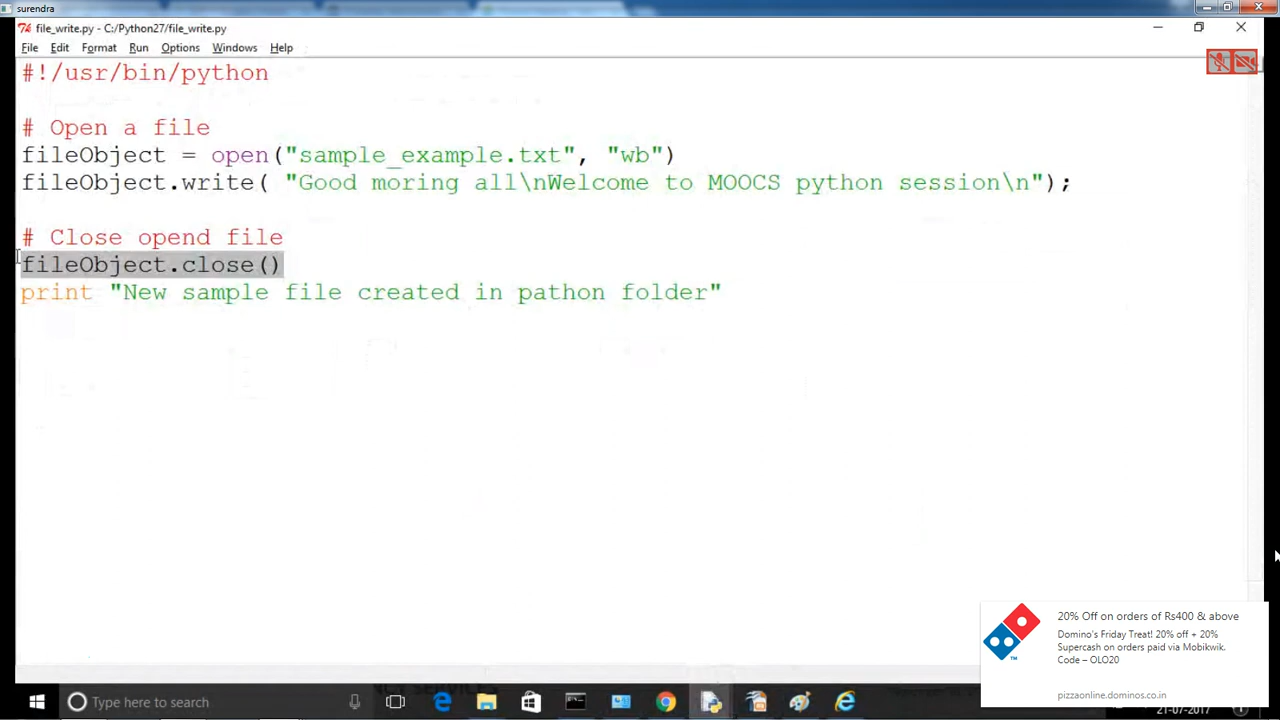 surendra
file_write.py - C:/Python27/file_write.py
File Edit Format Run Options Windows Help
#!/usr/bin/python
# Open a file
fileObject = open("sample_example.txt", "wb")
fileObject.write( "Good moring all\nWelcome to MOOCS python session\n");
# Close opend file
fileObject.close()
print "New sample file created in pathon folder"
20% Off on orders of Rs400 & above
Domino's Friday Treat! 20% off + 20%
Supercash on orders paid via Mobikwik.
Code – OLO20
pizzaonline.dominos.co.in
Type here to search
21-07-2017